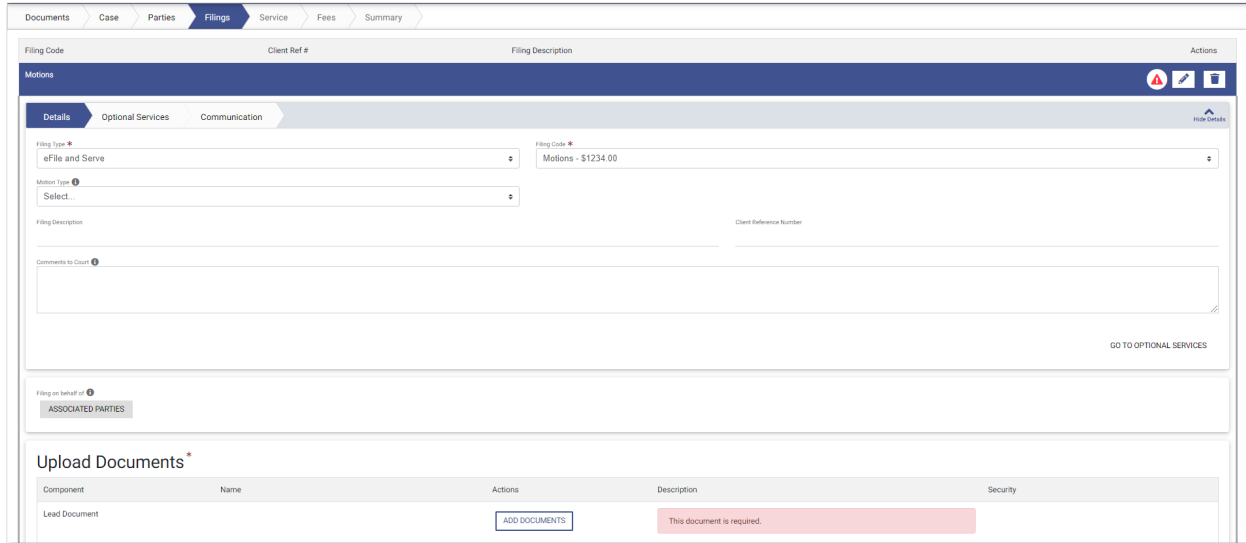 Documents Case Parties Filings Service Fees Summary
Filing Code Client Ref # Filing Description Actions
Motions
Details Optional Services Communication Hide Details
Filing Type * Filing Code *
eFile and Serve Motions - $1234.00
Motion Type
Select...
Filing Description Client Reference Number
Comments to Court
GO TO OPTIONAL SERVICES
Filing on behalf of
ASSOCIATED PARTIES
Upload Documents*
Component Name Actions Description Security
Lead Document ADD DOCUMENTS This document is required.